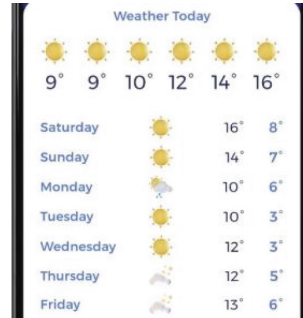 Weather Today
9° 9° 10° 12° 14° 16°
Saturday 16° 8°
Sunday 14° 7°
Monday 10° 6°
Tuesday 10° 3°
Wednesday 12° 3°
Thursday 12° 5°
Friday 13° 6°